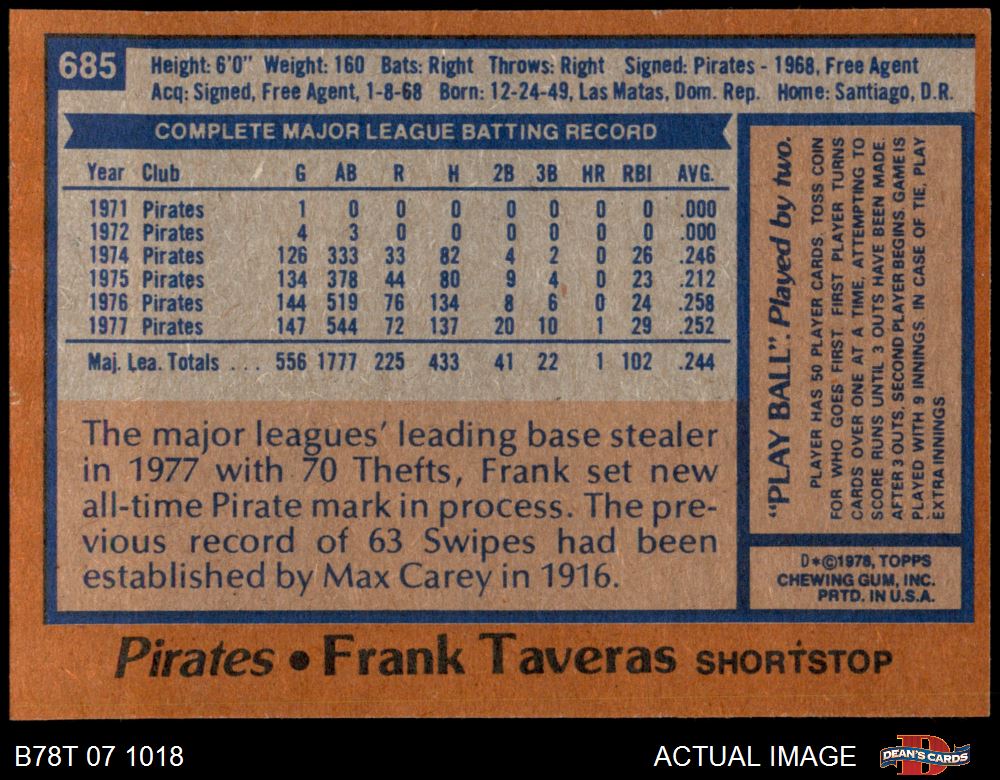 685
Height: 6'0" Weight: 160 Bats: Right Throws: Right Signed: Pirates - 1968, Free Agent
Acq: Signed, Free Agent, 1-8-68 Born: 12-24-49, Las Matas, Dom. Rep. Home: Santiago, D.R.
COMPLETE MAJOR LEAGUE BATTING RECORD
Year Club G AB R H 2B 3B HR RBI AVG.
1971 Pirates 1 0 0 0 0 0 0 0 .000
1972 Pirates 4 3 0 0 0 0 0 0 .000
1974 Pirates 126 333 33 82 4 2 0 26 .246
1975 Pirates 134 378 44 80 9 4 0 23 .212
1976 Pirates 144 519 76 134 8 6 0 24 .258
1977 Pirates 147 544 72 137 20 10 1 29 .252
Maj. Lea. Totals . . . 556 1777 225 433 41 22 1 102 .244
The major leagues' leading base stealer
in 1977 with 70 Thefts, Frank set new
all-time Pirate mark in process. The pre-
vious record of 63 Swipes had been
established by Max Carey in 1916.
"PLAY BALL". Played by two.
PLAYER HAS 50 PLAYER CARDS. TOSS COIN
FOR WHO GOES FIRST. FIRST PLAYER TURNS
CARDS OVER ONE AT A TIME, ATTEMPTING TO
SCORE RUNS UNTIL 3 OUTS HAVE BEEN MADE.
AFTER 3 OUTS, SECOND PLAYER BEGINS. GAME IS
PLAYED WITH 9 INNINGS. IN CASE OF TIE, PLAY
EXTRA INNINGS
D*©1978, TOPPS
CHEWING GUM, INC.
PRTD. IN U.S.A.
Pirates • Frank Taveras SHORTSTOP
B78T 07 1018
ACTUAL IMAGE
DEAN'S CARDS